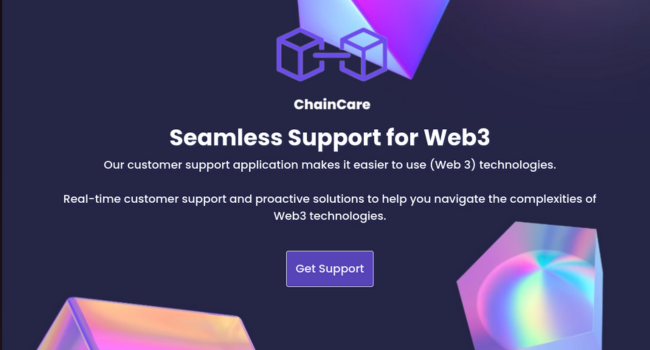 ChainCare
Seamless Support for Web3
Our customer support application makes it easier to use (Web 3) technologies.
Real-time customer support and proactive solutions to help you navigate the complexities of
Web3 technologies.
Get Support